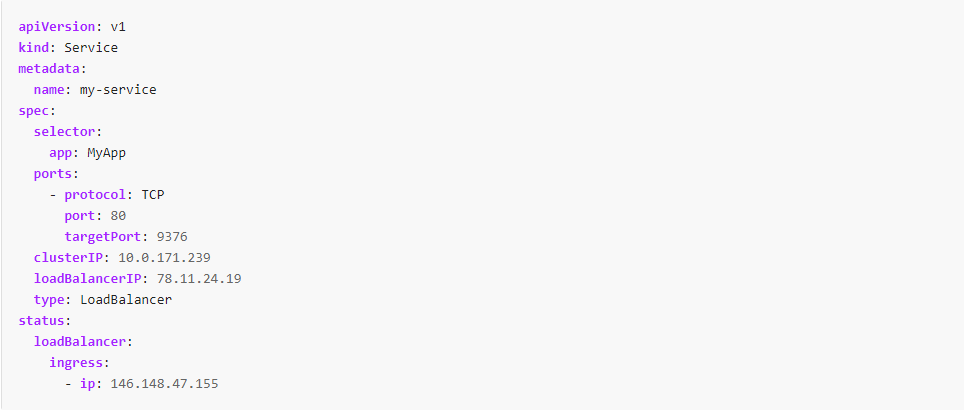 apiVersion: v1
kind: Service
metadata:
  name: my-service
spec:
  selector:
    app: MyApp
  ports:
    - protocol: TCP
      port: 80
      targetPort: 9376
  clusterIP: 10.0.171.239
  loadBalancerIP: 78.11.24.19
  type: LoadBalancer
status:
  loadBalancer:
    ingress:
      - ip: 146.148.47.155